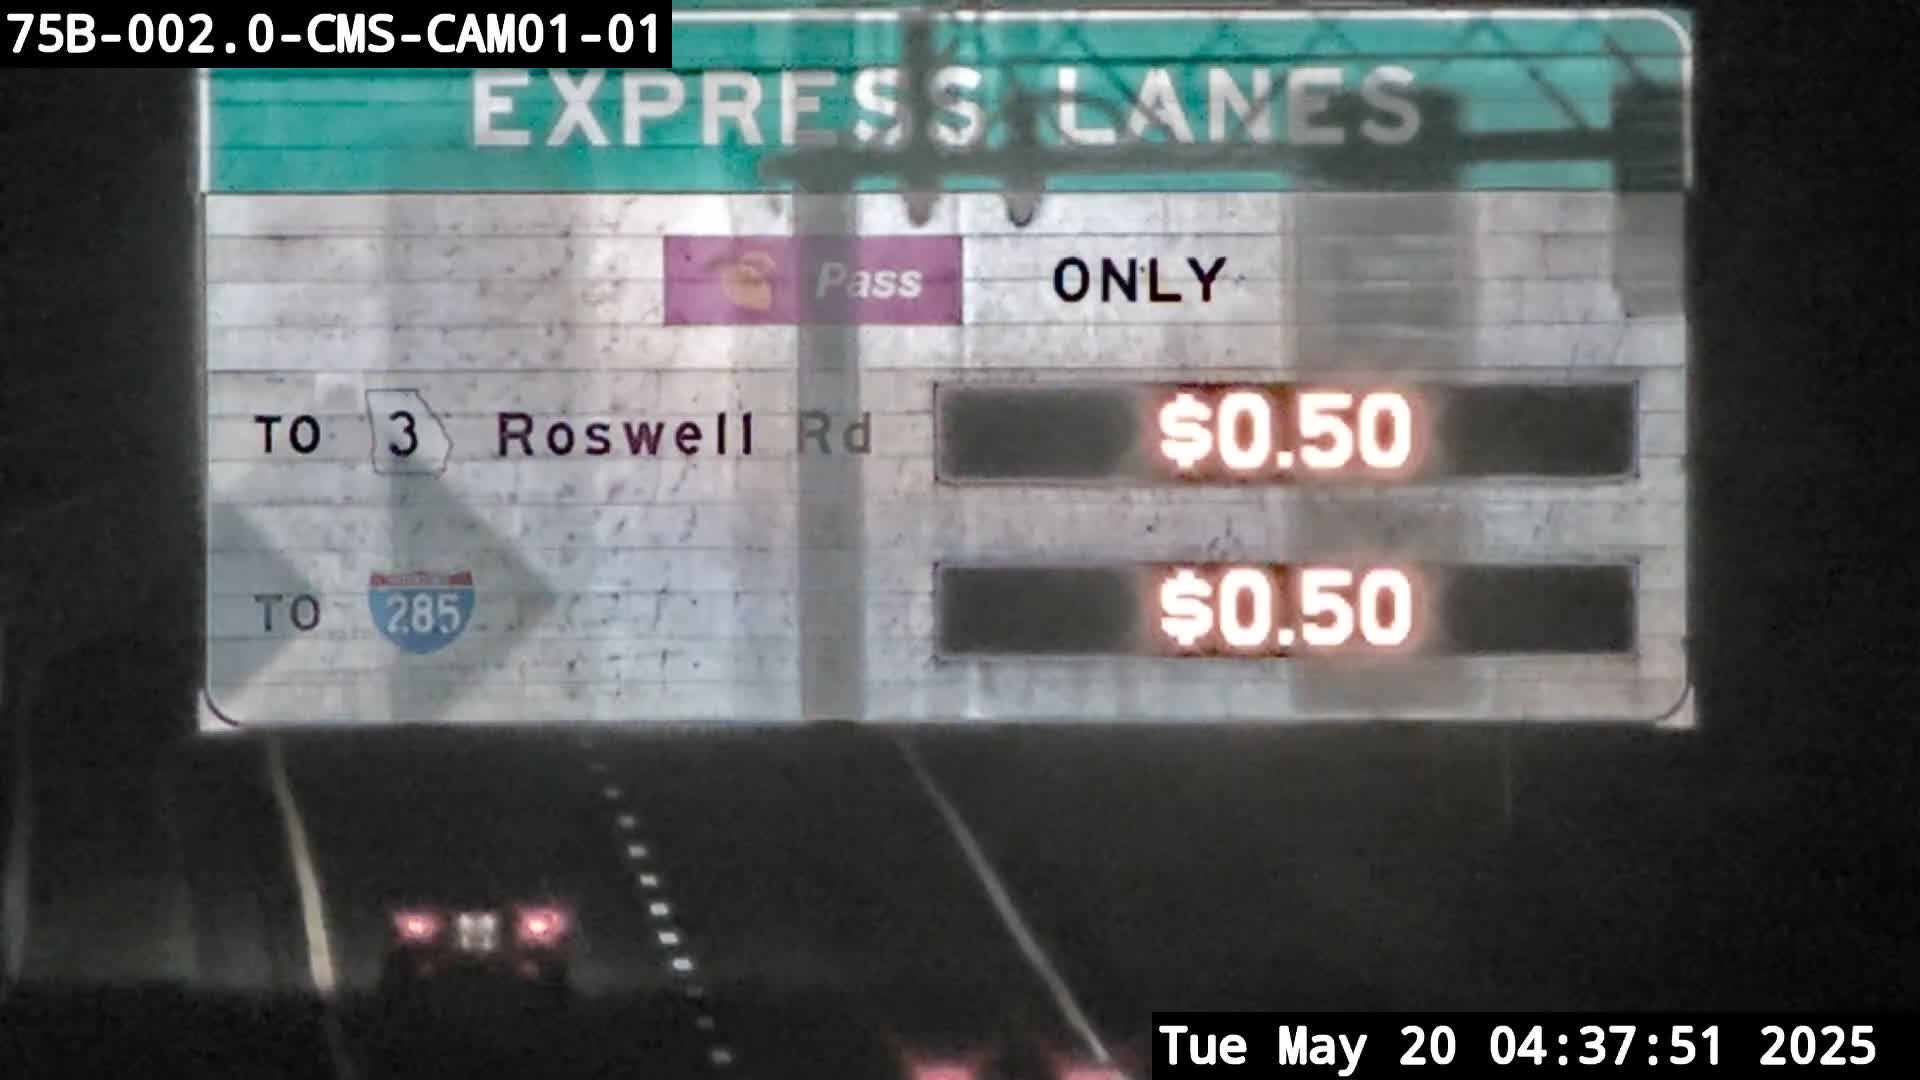 75B-002.0-CMS-CAM01-01
EXPRESS LANES
Pass ONLY
TO 3 Roswell Rd $0.50
TO 285 $0.50
Tue May 20 04:37:51 2025